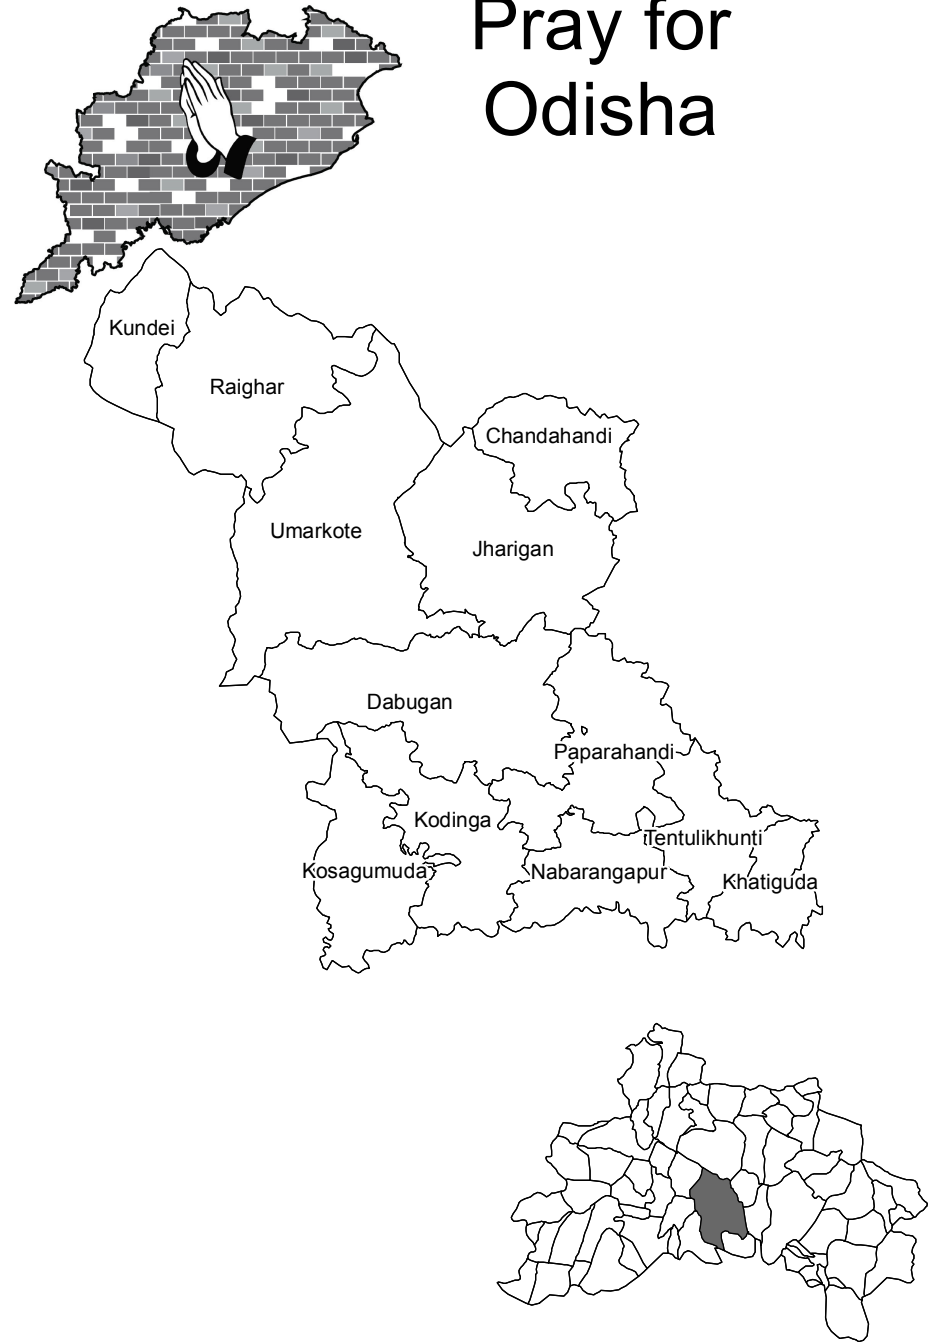 Pray for
Odisha
Kundei
Raighar
Chandahandi
Umarkote
Jharigan
Dabugan
Paparahandi
Kodinga
Tentulikhunti
Kosagumuda
Nabarangapur
Khatiguda